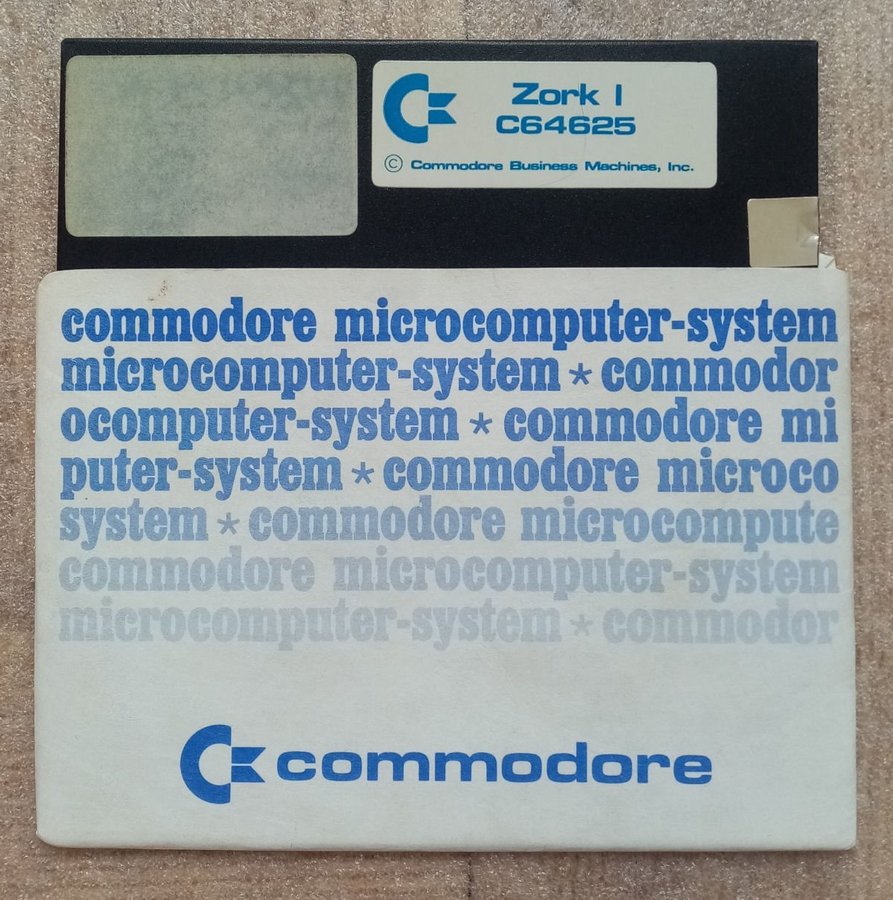 Zork I
C64625
© Commodore Business Machines, Inc.
commodore microcomputer-system
microcomputer-system * commodor
ocomputer-system * commodore mi
puter-system * commodore microco
system * commodore microcompute
commodore microcomputer-system
microcomputer-system * commodor
commodore